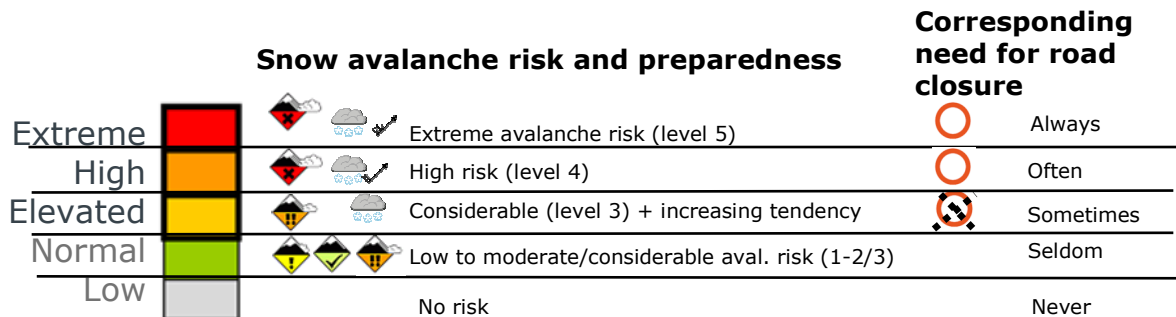 Snow avalanche risk and preparedness
Corresponding
need for road
closure
Extreme Extreme avalanche risk (level 5) Always
High High risk (level 4) Often
Elevated Considerable (level 3) + increasing tendency Sometimes
Normal Low to moderate/considerable aval. risk (1-2/3) Seldom
Low No risk Never